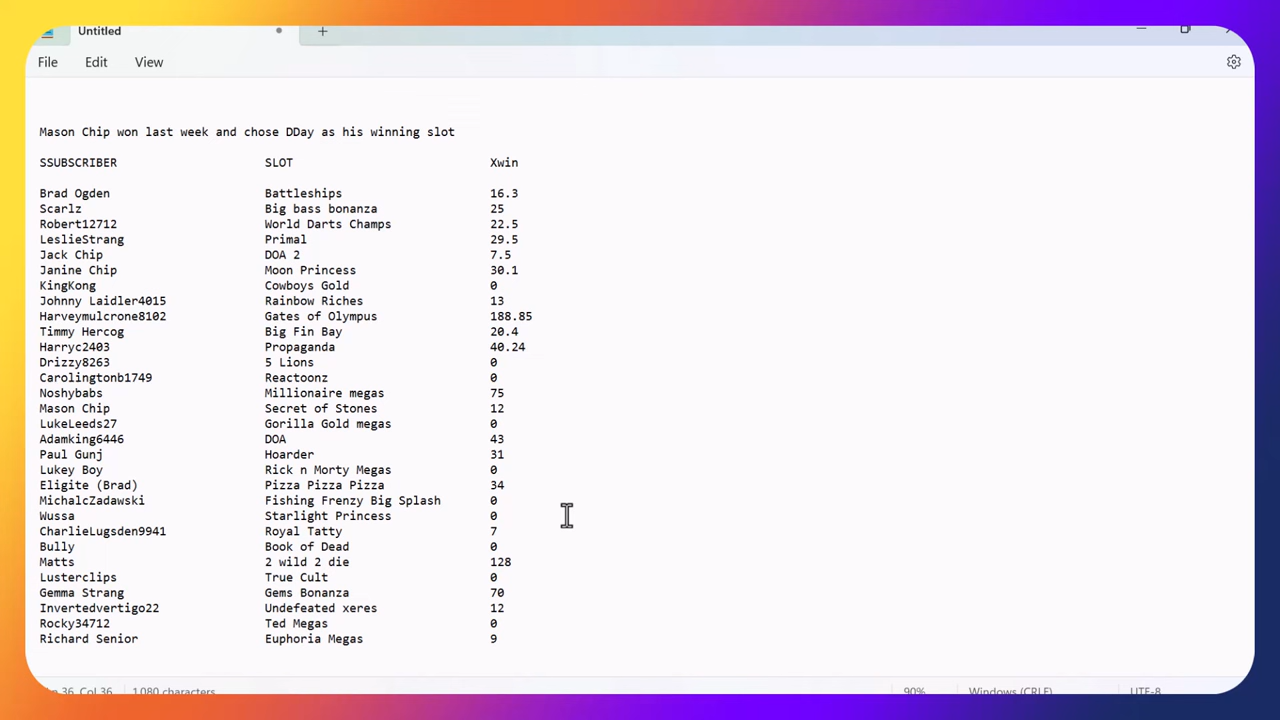 Untitled
File Edit View
Mason Chip won last week and chose DDay as his winning slot
SSUBSCRIBER SLOT Xwin
Brad Ogden Battleships 16.3
Scarlz Big bass bonanza 25
Robert12712 World Darts Champs 22.5
LeslieStrang Primal 29.5
Jack Chip DOA 2 7.5
Janine Chip Moon Princess 30.1
KingKong Cowboys Gold 0
Johnny Laidler4015 Rainbow Riches 13
Harveymulcrone8102 Gates of Olympus 188.85
Timmy Hercog Big Fin Bay 20.4
Harryc2403 Propaganda 40.24
Drizzy8263 5 Lions 0
Carolingtonb1749 Reactoonz 0
Noshybabs Millionaire megas 75
Mason Chip Secret of Stones 12
LukeLeeds27 Gorilla Gold megas 0
Adamking6446 DOA 43
Paul Gunj Hoarder 31
Lukey Boy Rick n Morty Megas 0
Eligite (Brad) Pizza Pizza Pizza 34
MichalcZadawski Fishing Frenzy Big Splash 0
Wussa Starlight Princess 0
CharlieLugsden9941 Royal Tatty 7
Bully Book of Dead 0
Matts 2 wild 2 die 128
Lusterclips True Cult 0
Gemma Strang Gems Bonanza 70
Invertedvertigo22 Undefeated xeres 12
Rocky34712 Ted Megas 0
Richard Senior Euphoria Megas 9
36, Col 36 1,080 characters 90% Windows (CRLF) UTF-8